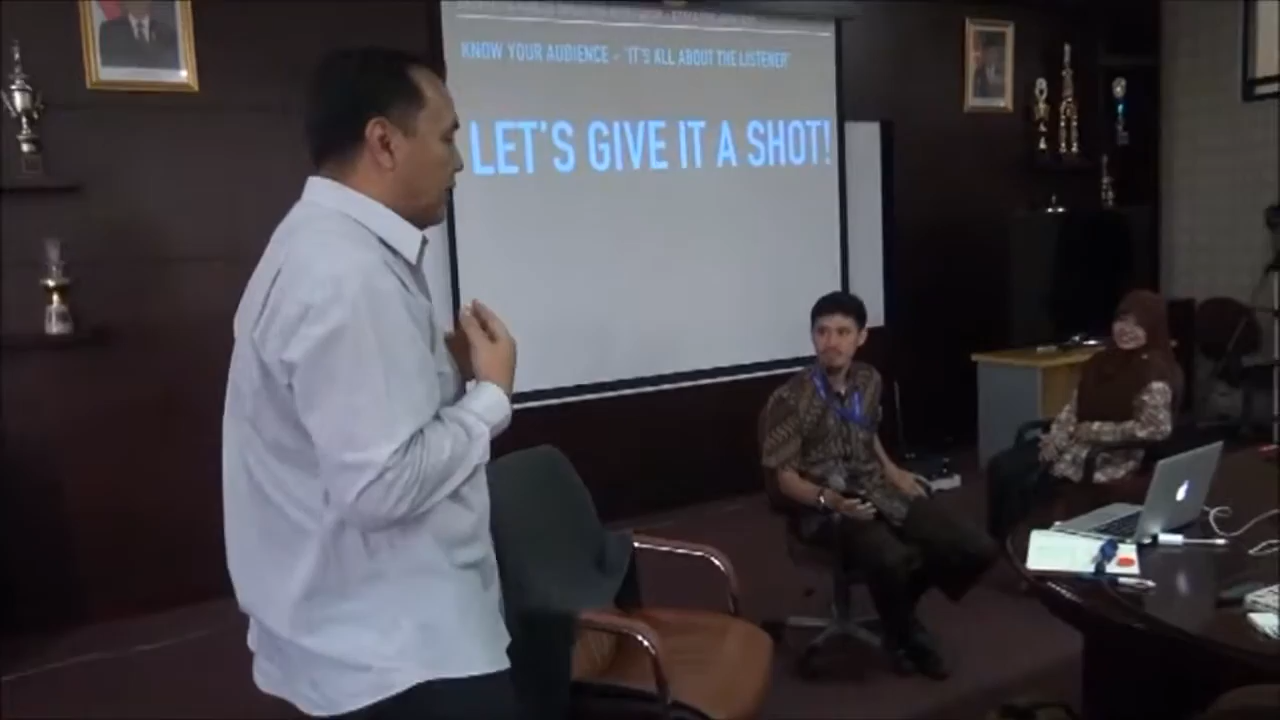 KNOW YOUR AUDIENCE - "IT'S ALL ABOUT THE LISTENER"
LET'S GIVE IT A SHOT!